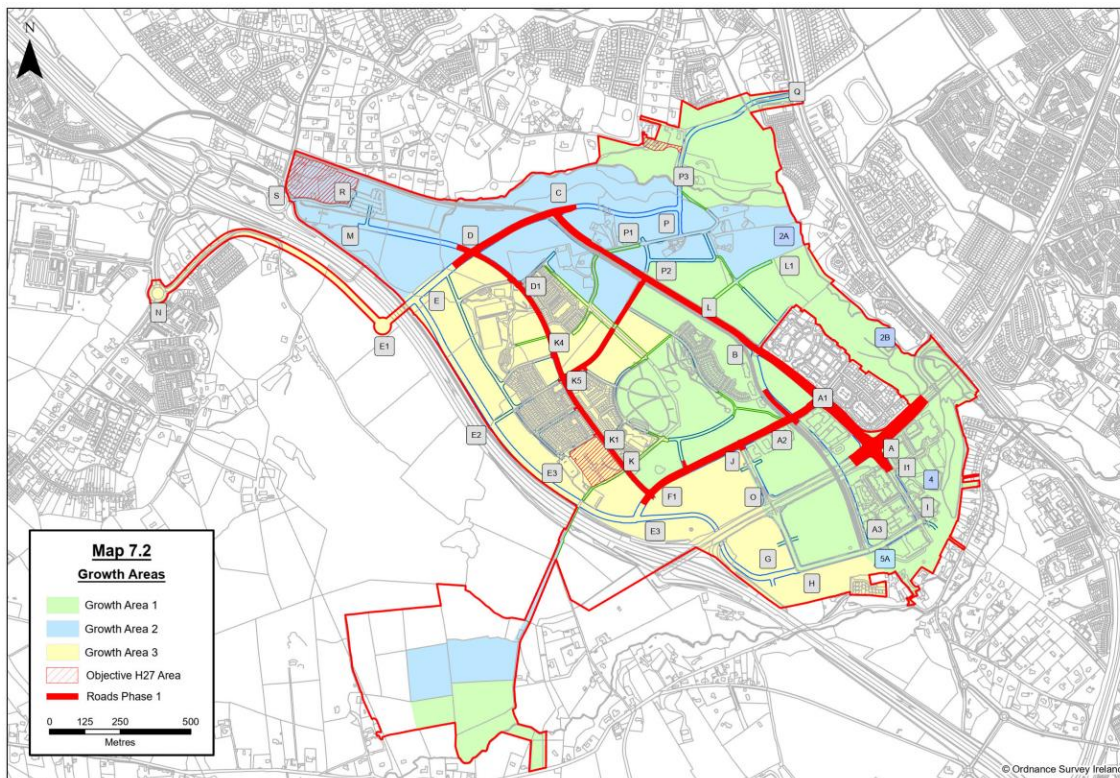 N
Q
P3
S
R
C
M
D
P1
P
2A
P2
L1
N
D1
E
L
E1
K4
B
2B
K5
A1
E2
K1
K
A2
A
J
I1
E3
F1
O
4
E3
A3
I
G
5A
H
Map 7.2
Growth Areas
Growth Area 1
Growth Area 2
Growth Area 3
Objective H27 Area
Roads Phase 1
0 125 250 500
Metres
© Ordnance Survey Ireland